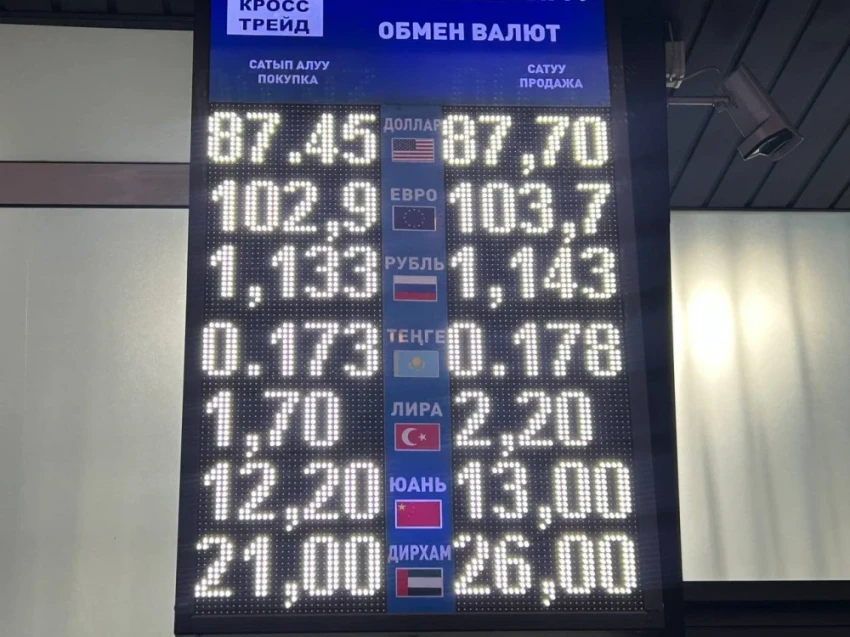 КРОСС
ТРЕЙД
ОБМЕН ВАЛЮТ
САТЫП АЛУУ
ПОКУПКА
САТУУ
ПРОДАЖА
87.45 ДОЛЛАР 87,70
102,9 ЕВРО 103,7
1,133 РУБЛЬ 1,143
0.173 ТЕҢГЕ 0.178
1,70 ЛИРА 2,20
12,20 ЮАНЬ 13,00
21,00 ДИРХАМ 26,00